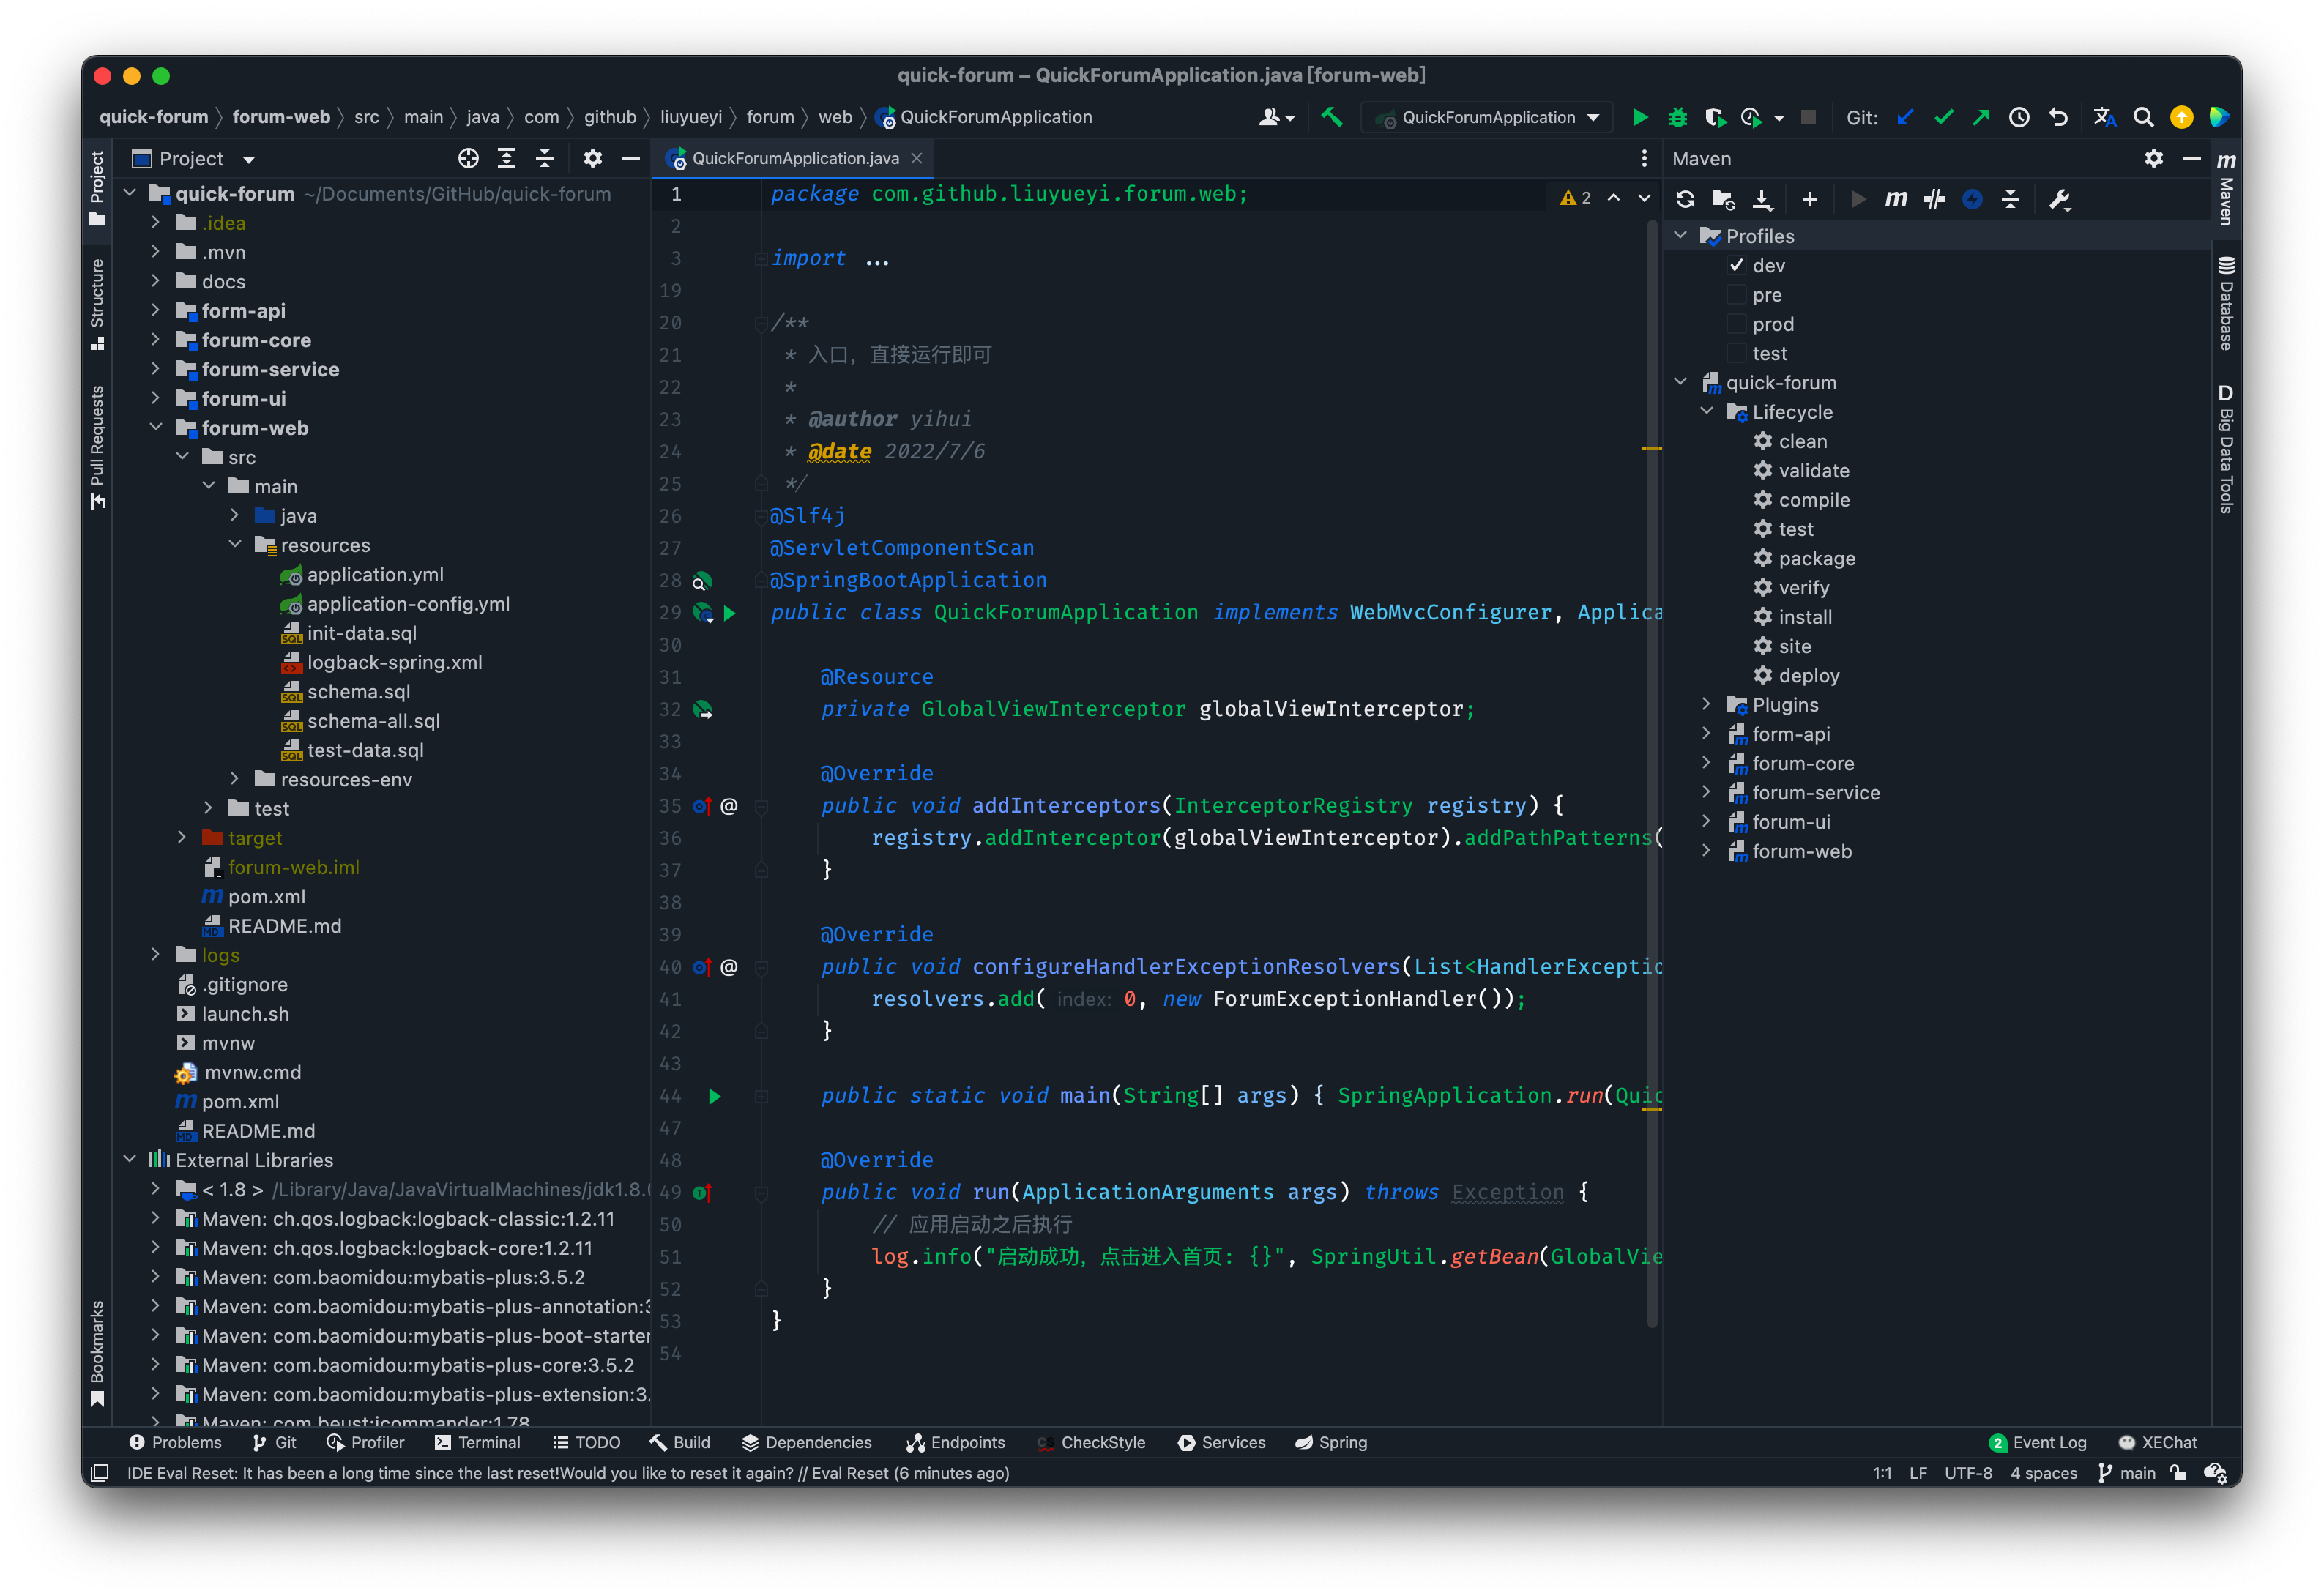 quick-forum – QuickForumApplication.java [forum-web]
quick-forum 〉 forum-web 〉 src 〉 main 〉 java 〉 com 〉 github 〉 liuyueyi 〉 forum 〉 web 〉 QuickForumApplication
QuickForumApplication
Git:
Project
Structure
Pull Requests
Bookmarks
Project
quick-forum ~/Documents/GitHub/quick-forum
.idea
.mvn
docs
form-api
forum-core
forum-service
forum-ui
forum-web
src
main
java
resources
application.yml
application-config.yml
init-data.sql
logback-spring.xml
schema.sql
schema-all.sql
test-data.sql
resources-env
test
target
forum-web.iml
pom.xml
README.md
logs
.gitignore
launch.sh
mvnw
mvnw.cmd
pom.xml
README.md
External Libraries
< 1.8 > /Library/Java/JavaVirtualMachines/jdk1.8.
Maven: ch.qos.logback:logback-classic:1.2.11
Maven: ch.qos.logback:logback-core:1.2.11
Maven: com.baomidou:mybatis-plus:3.5.2
Maven: com.baomidou:mybatis-plus-annotation:3
Maven: com.baomidou:mybatis-plus-boot-starter
Maven: com.baomidou:mybatis-plus-core:3.5.2
Maven: com.baomidou:mybatis-plus-extension:3.
Maven: com.beust:jcommander:1.78
QuickForumApplication.java
2
1 package com.github.liuyueyi.forum.web;
2
3 import ...
19
20 /**
21 * 入口，直接运行即可
22 *
23 * @author yihui
24 * @date 2022/7/6
25 */
26 @Slf4j
27 @ServletComponentScan
28 @SpringBootApplication
29 public class QuickForumApplication implements WebMvcConfigurer, Applica
30
31 @Resource
32 private GlobalViewInterceptor globalViewInterceptor;
33
34 @Override
35 @ public void addInterceptors(InterceptorRegistry registry) {
36 registry.addInterceptor(globalViewInterceptor).addPathPatterns(
37 }
38
39 @Override
40 @ public void configureHandlerExceptionResolvers(List<HandlerExceptio
41 resolvers.add( index: 0, new ForumExceptionHandler());
42 }
43
44 public static void main(String[] args) { SpringApplication.run(Quic
47
48 @Override
49 public void run(ApplicationArguments args) throws Exception {
50 // 应用启动之后执行
51 log.info("启动成功，点击进入首页: {}", SpringUtil.getBean(GlobalVie
52 }
53 }
54
Maven
Profiles
dev
pre
prod
test
quick-forum
Lifecycle
clean
validate
compile
test
package
verify
install
site
deploy
Plugins
form-api
forum-core
forum-service
forum-ui
forum-web
Maven
Database
D Big Data Tools
Problems Git Profiler Terminal TODO Build Dependencies Endpoints CheckStyle Services Spring 2 Event Log XEChat
IDE Eval Reset: It has been a long time since the last reset!Would you like to reset it again? // Eval Reset (6 minutes ago) 1:1 LF UTF-8 4 spaces main